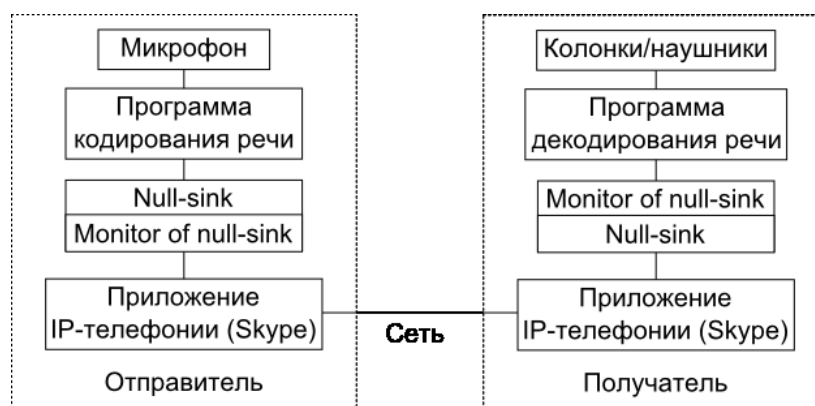 Микрофон
Программа
кодирования речи
Null-sink
Monitor of null-sink
Приложение
IP-телефонии (Skype)
Отправитель
Сеть
Колонки/наушники
Программа
декодирования речи
Monitor of null-sink
Null-sink
Приложение
IP-телефонии (Skype)
Получатель